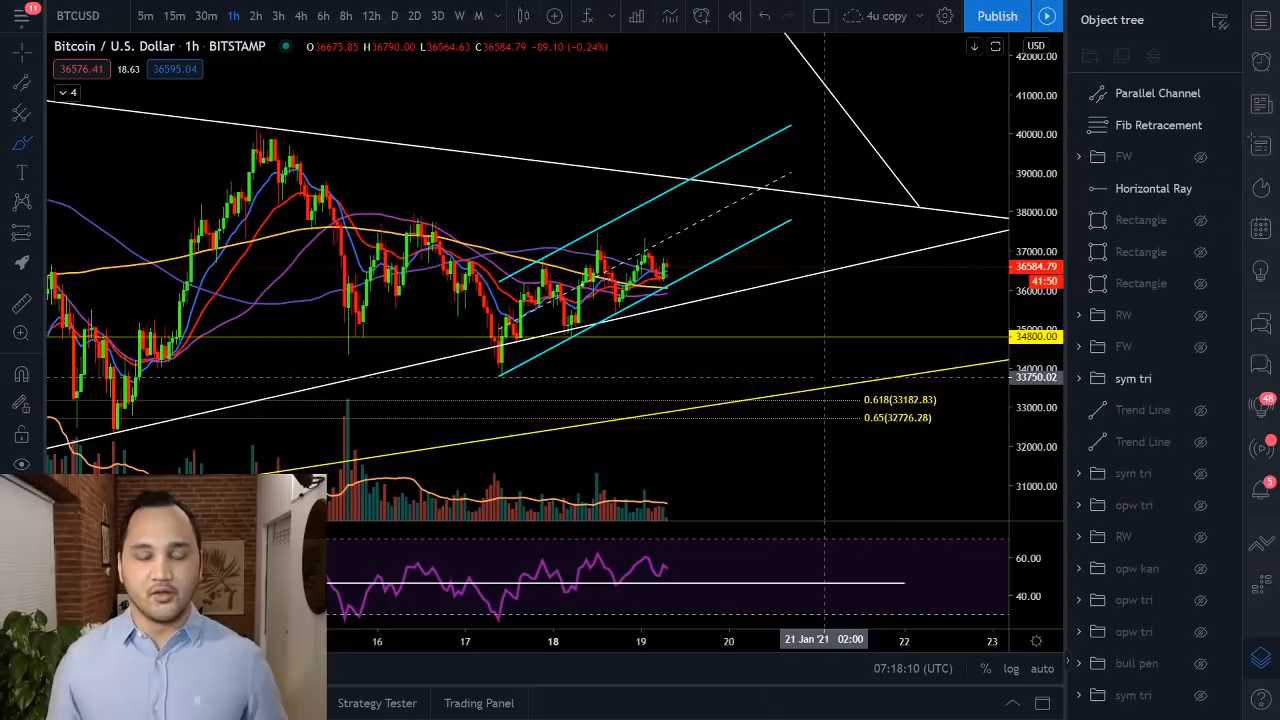 11
BTCUSD 5m 15m 30m 1h 2h 3h 4h 6h 8h 12h D 2D 3D W M 4u copy Publish Object tree
Bitcoin / U.S. Dollar · 1h · BITSTAMP O36675.85 H36790.00 L36564.63 C36584.79 −89.10 (−0.24%) USD
36576.41 18.63 36595.04
4
42000.00
41000.00
40000.00
39000.00
38000.00
37000.00
36584.79
41:50
36000.00
35000.00
34800.00
34000.00
33750.02
33000.00
32000.00
31000.00
0.618(33182.83)
0.65(32726.28)
60.00
40.00
16 17 18 19 20 21 Jan '21 02:00 22 23
07:18:10 (UTC) % log auto
Strategy Tester Trading Panel
Parallel Channel
Fib Retracement
FW
Horizontal Ray
Rectangle
Rectangle
Rectangle
RW
FW
sym tri
Trend Line
Trend Line
sym tri
opw tri
RW
opw kan
opw tri
opw tri
bull pen
sym tri
48
5